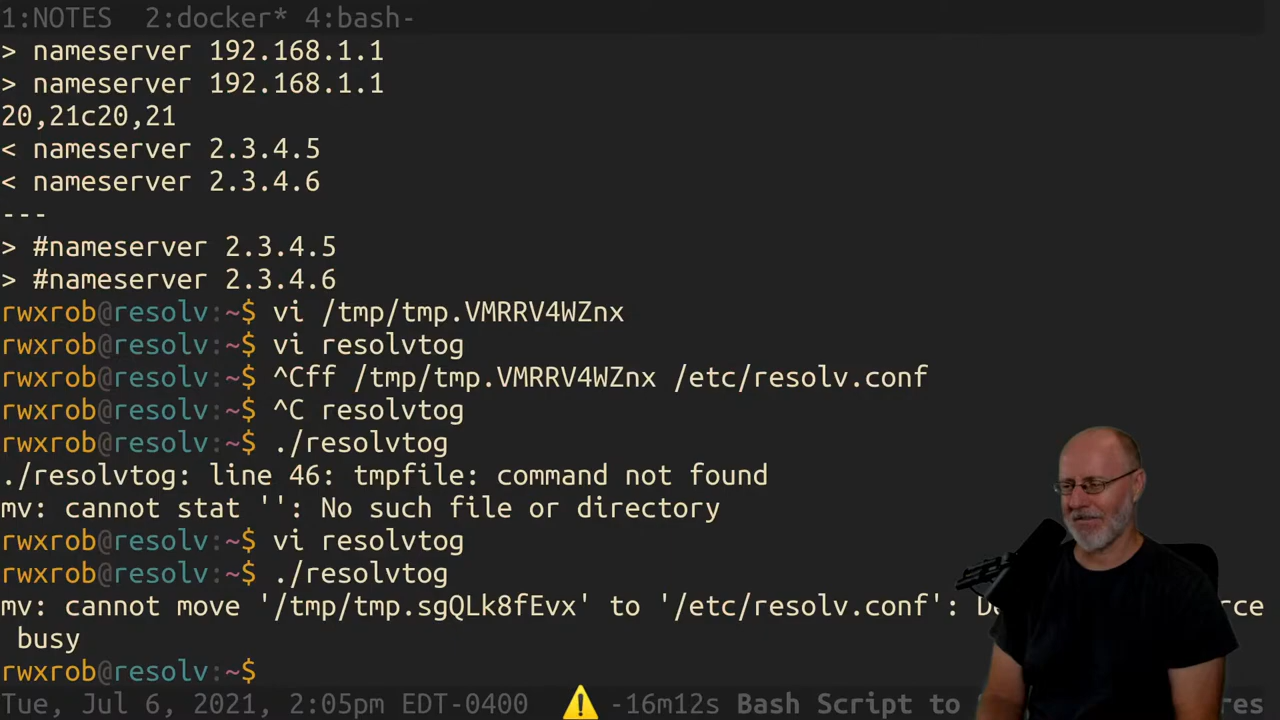 1:NOTES 2:docker* 4:bash-
> nameserver 192.168.1.1
> nameserver 192.168.1.1
20,21c20,21
< nameserver 2.3.4.5
< nameserver 2.3.4.6
---
> #nameserver 2.3.4.5
> #nameserver 2.3.4.6
rwxrob@resolv:~$ vi /tmp/tmp.VMRRV4WZnx
rwxrob@resolv:~$ vi resolvtog
rwxrob@resolv:~$ ^Cff /tmp/tmp.VMRRV4WZnx /etc/resolv.conf
rwxrob@resolv:~$ ^C resolvtog
rwxrob@resolv:~$ ./resolvtog
./resolvtog: line 46: tmpfile: command not found
mv: cannot stat '': No such file or directory
rwxrob@resolv:~$ vi resolvtog
rwxrob@resolv:~$ ./resolvtog
mv: cannot move '/tmp/tmp.sgQLk8fEvx' to '/etc/resolv.conf':
busy
rwxrob@resolv:~$
Tue, Jul 6, 2021, 2:05pm EDT-0400 ⚠ -16m12s Bash Script to